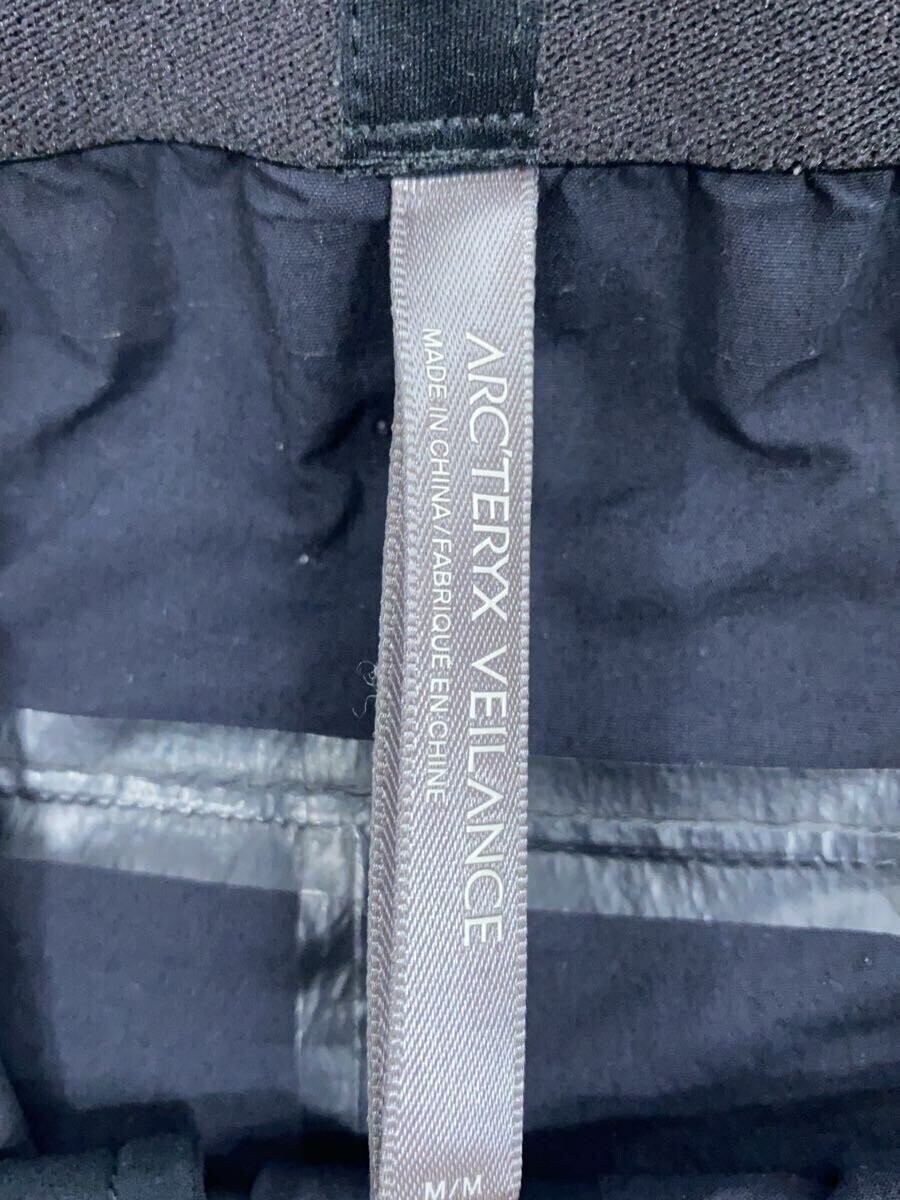 ARC'TERYX VEILANCE
MADE IN CHINA/FABRIQUE EN CHINE
M/M